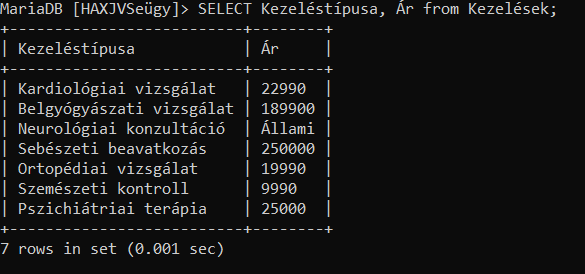 MariaDB [HAXJVSeügy]> SELECT Kezeléstípusa, Ár from Kezelések;
+-------------------------+--------+
| Kezeléstípusa           | Ár     |
+-------------------------+--------+
| Kardiológiai vizsgálat  | 22990  |
| Belgyógyászati vizsgálat | 189900 |
| Neurológiai konzultáció | Állami |
| Sebészeti beavatkozás   | 250000 |
| Ortopédiai vizsgálat    | 19990  |
| Szemészeti kontroll     | 9990   |
| Pszichiátriai terápia   | 25000  |
+-------------------------+--------+
7 rows in set (0.001 sec)